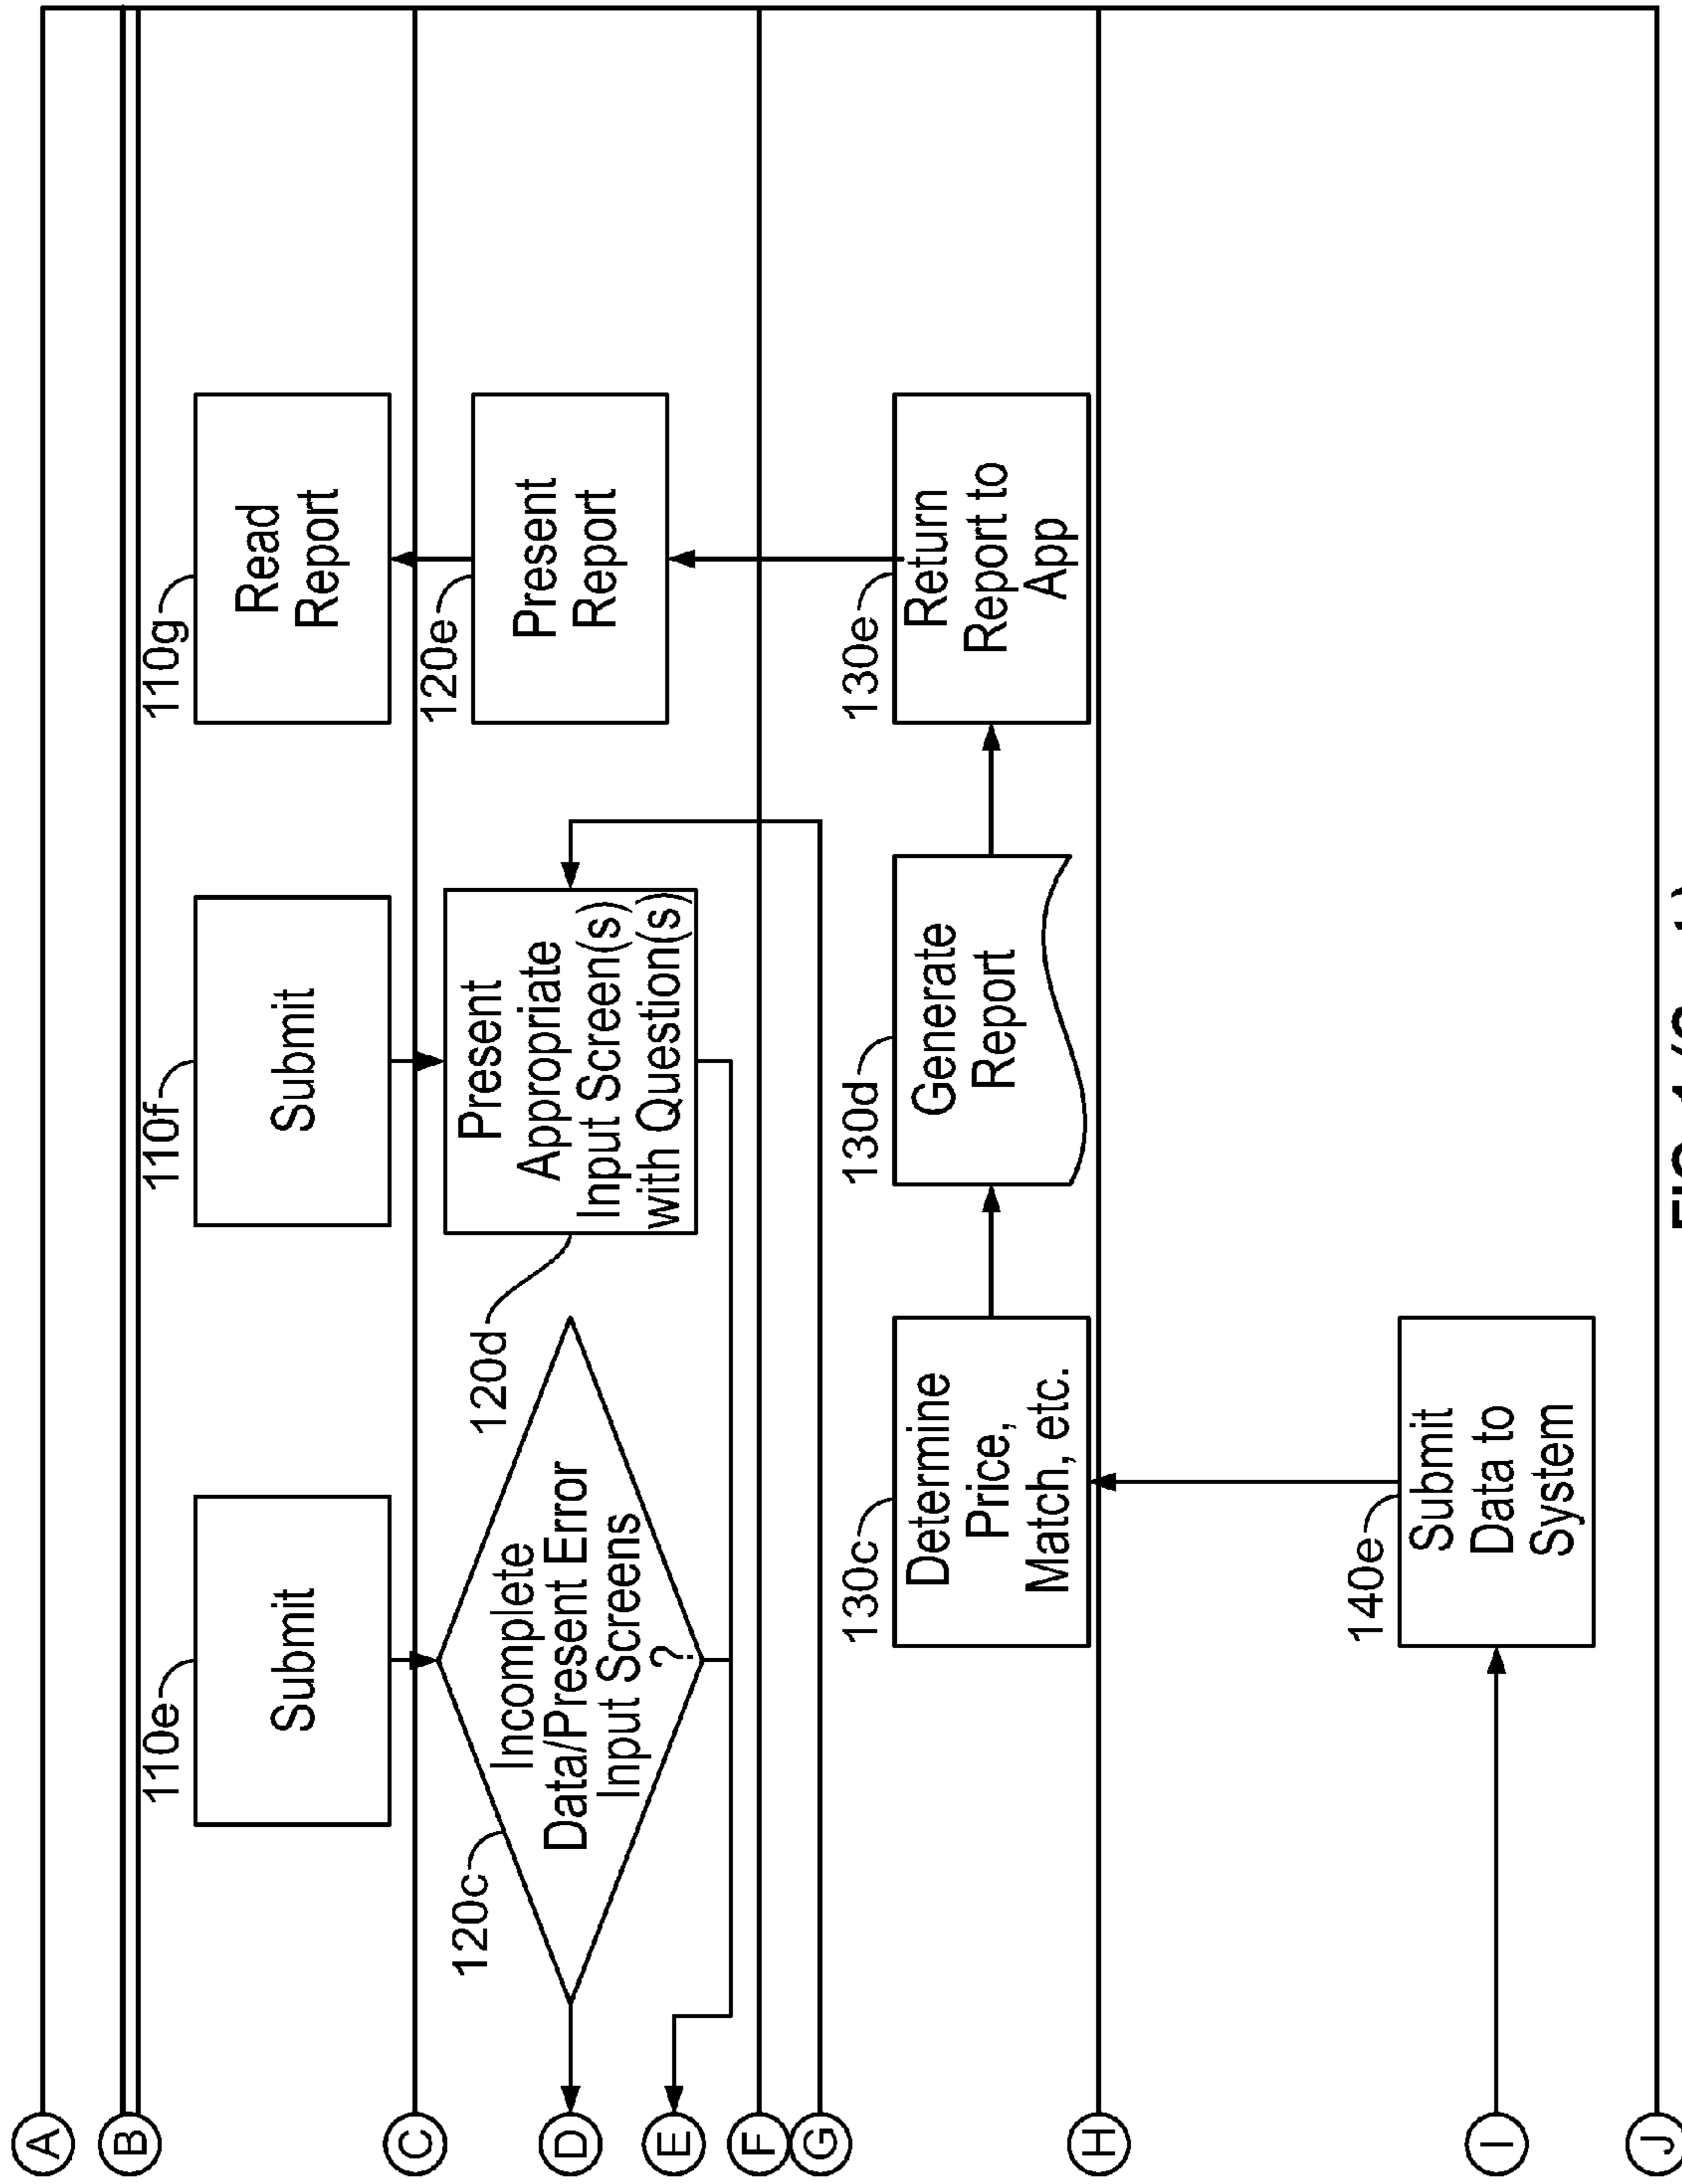 A
B
C
D
E
F
G
H
I
J
110e
Submit
110f
Submit
110g
Read
Report
120c
Incomplete
Data/Present Error
Input Screens
?
120d
Present
Appropriate
Input Screen(s)
with Question(s)
120e
Present
Report
130c
Determine
Price,
Match, etc.
130d
Generate
Report
130e
Return
Report to
App
140e
Submit
Data to
System